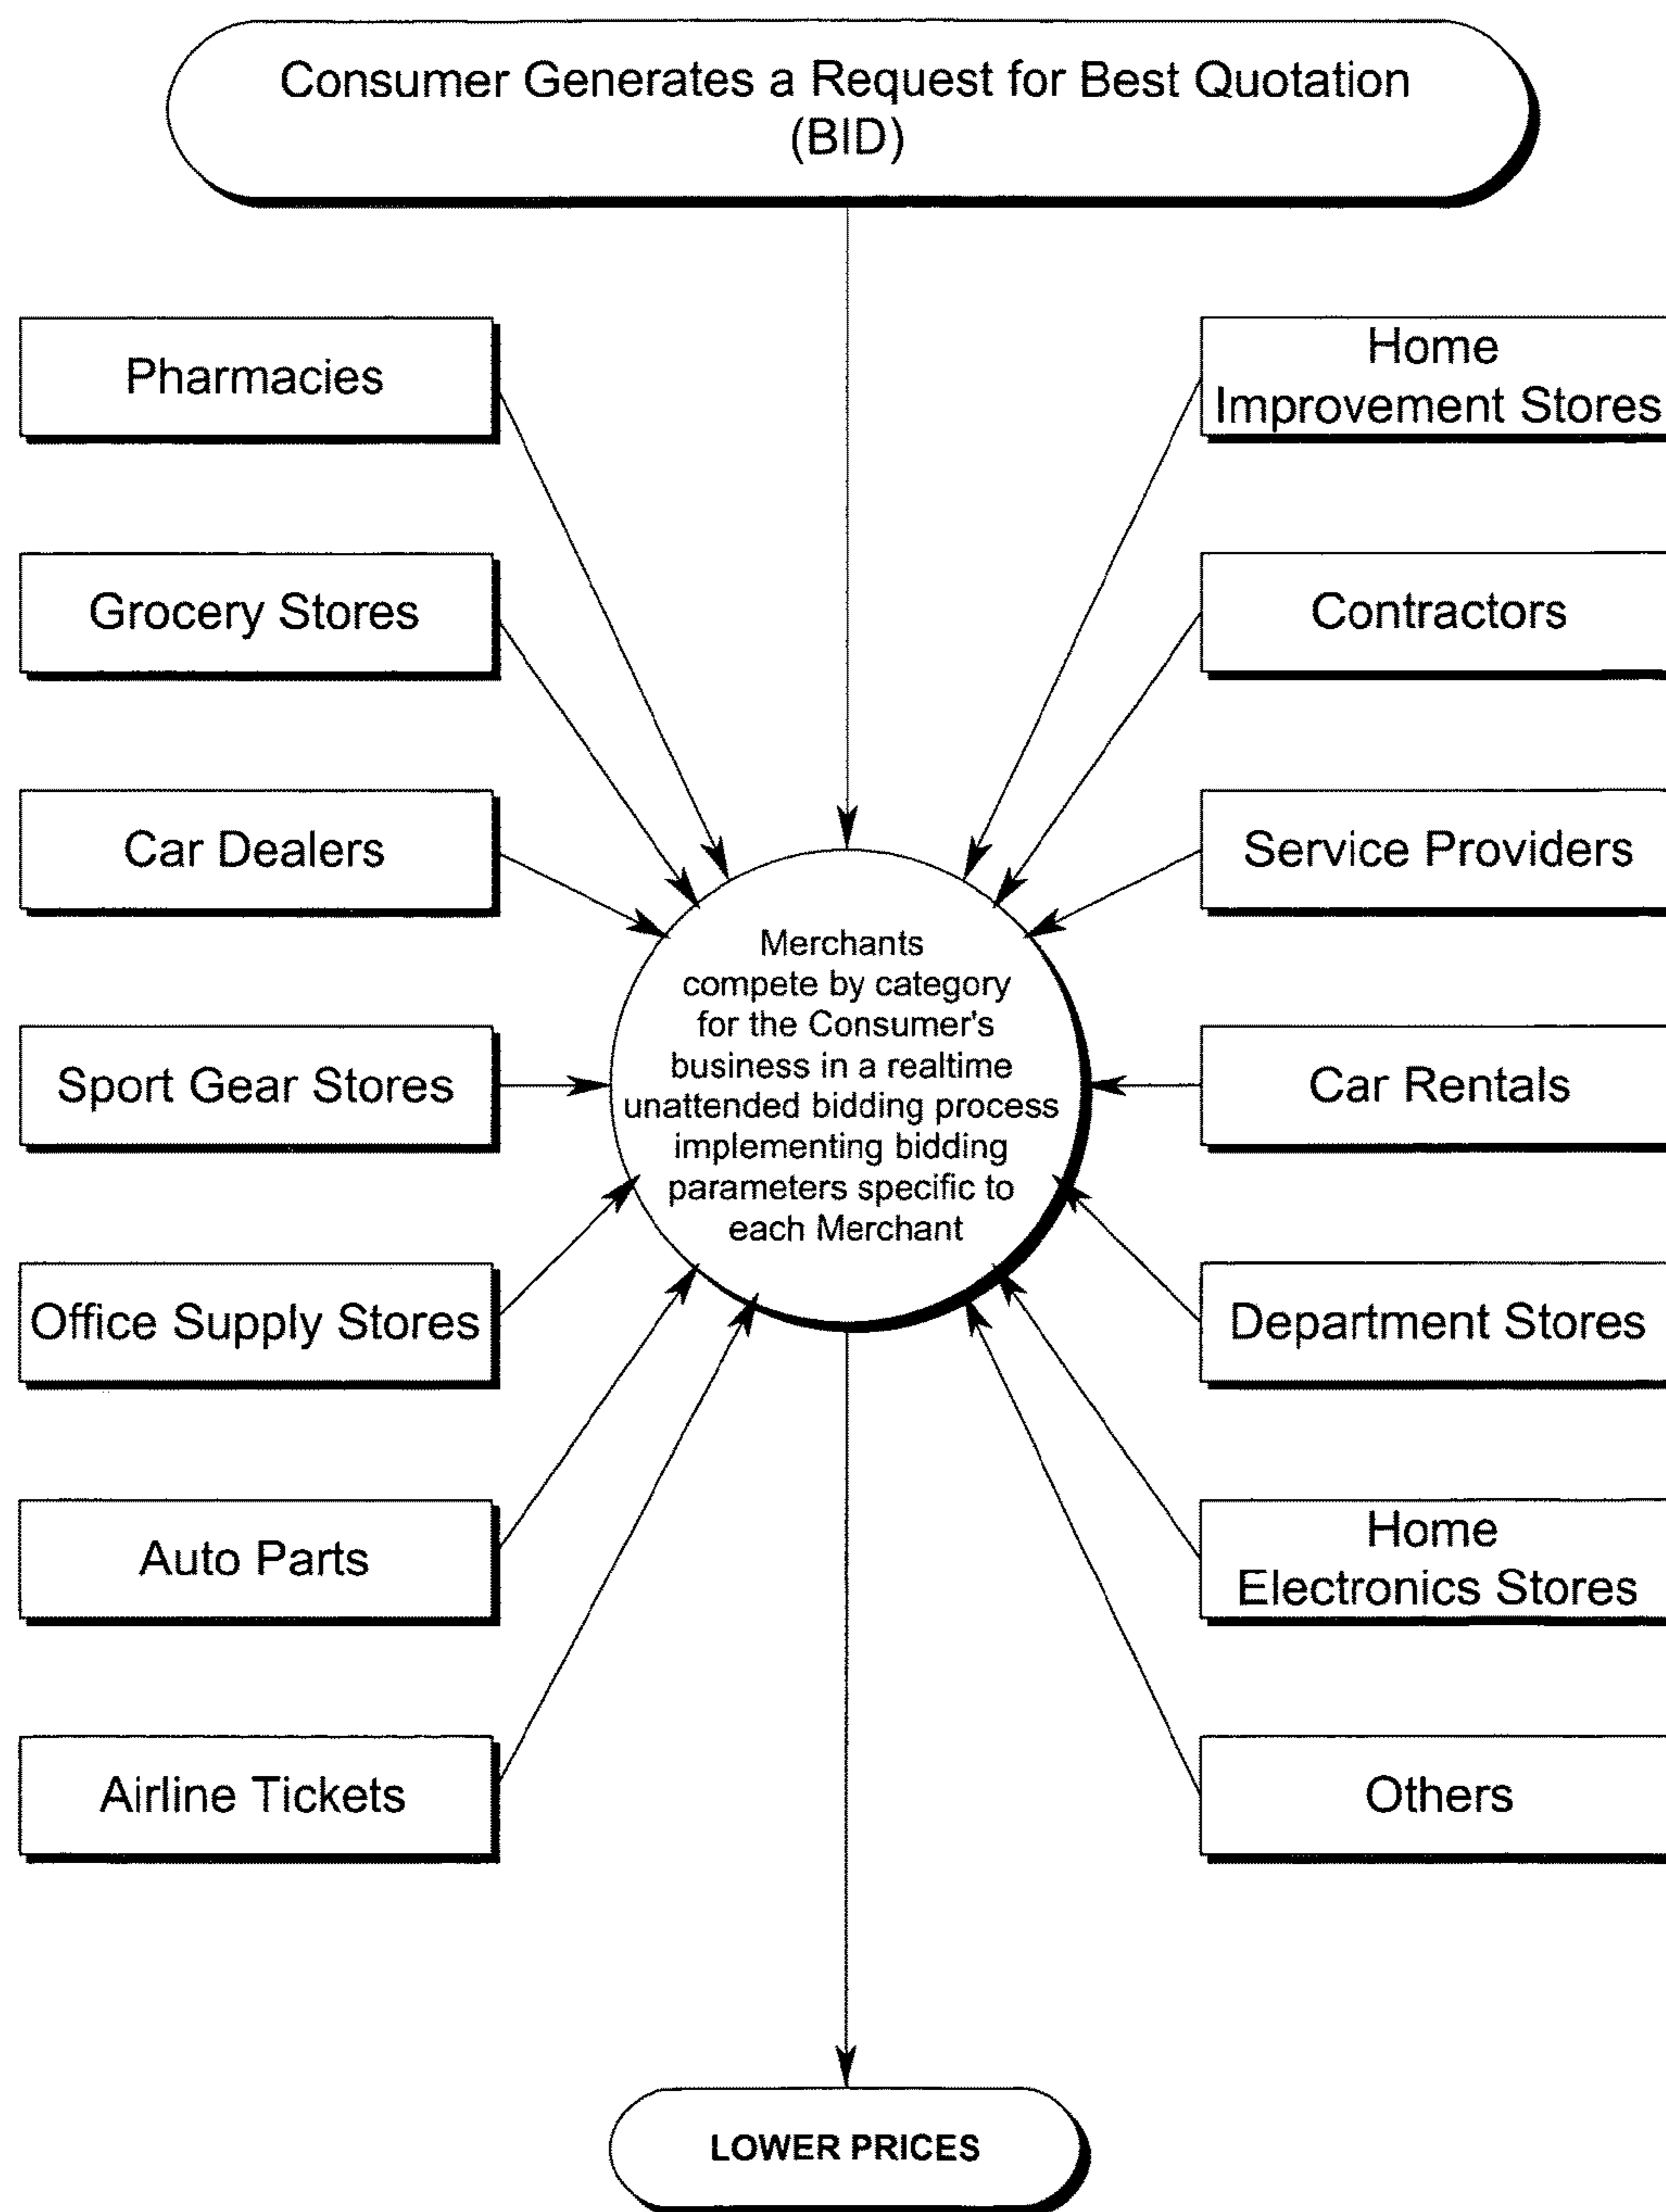 Consumer Generates a Request for Best Quotation
(BID)
Pharmacies
Grocery Stores
Car Dealers
Sport Gear Stores
Office Supply Stores
Auto Parts
Airline Tickets
Merchants
compete by category
for the Consumer's
business in a realtime
unattended bidding process
implementing bidding
parameters specific to
each Merchant
Home
Improvement Stores
Contractors
Service Providers
Car Rentals
Department Stores
Home
Electronics Stores
Others
LOWER PRICES